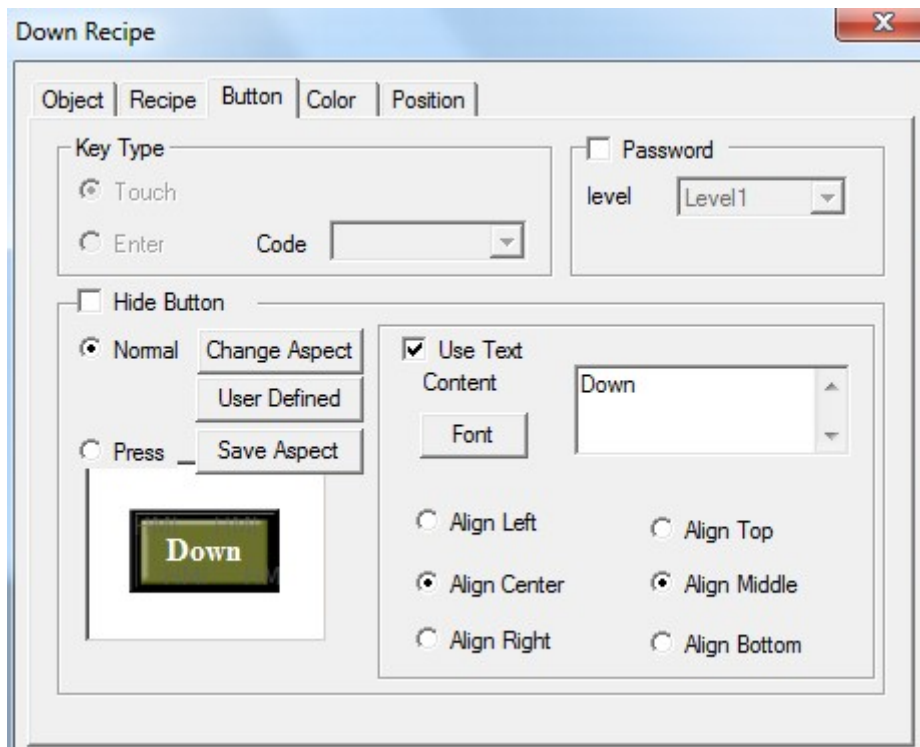 Down Recipe
Object Recipe Button Color Position
Key Type
Password
Touch
level Level1
Enter Code
Hide Button
Normal Change Aspect
Use Text
Content
Down
User Defined
Font
Press Save Aspect
Down
Align Left Align Top
Align Center Align Middle
Align Right Align Bottom